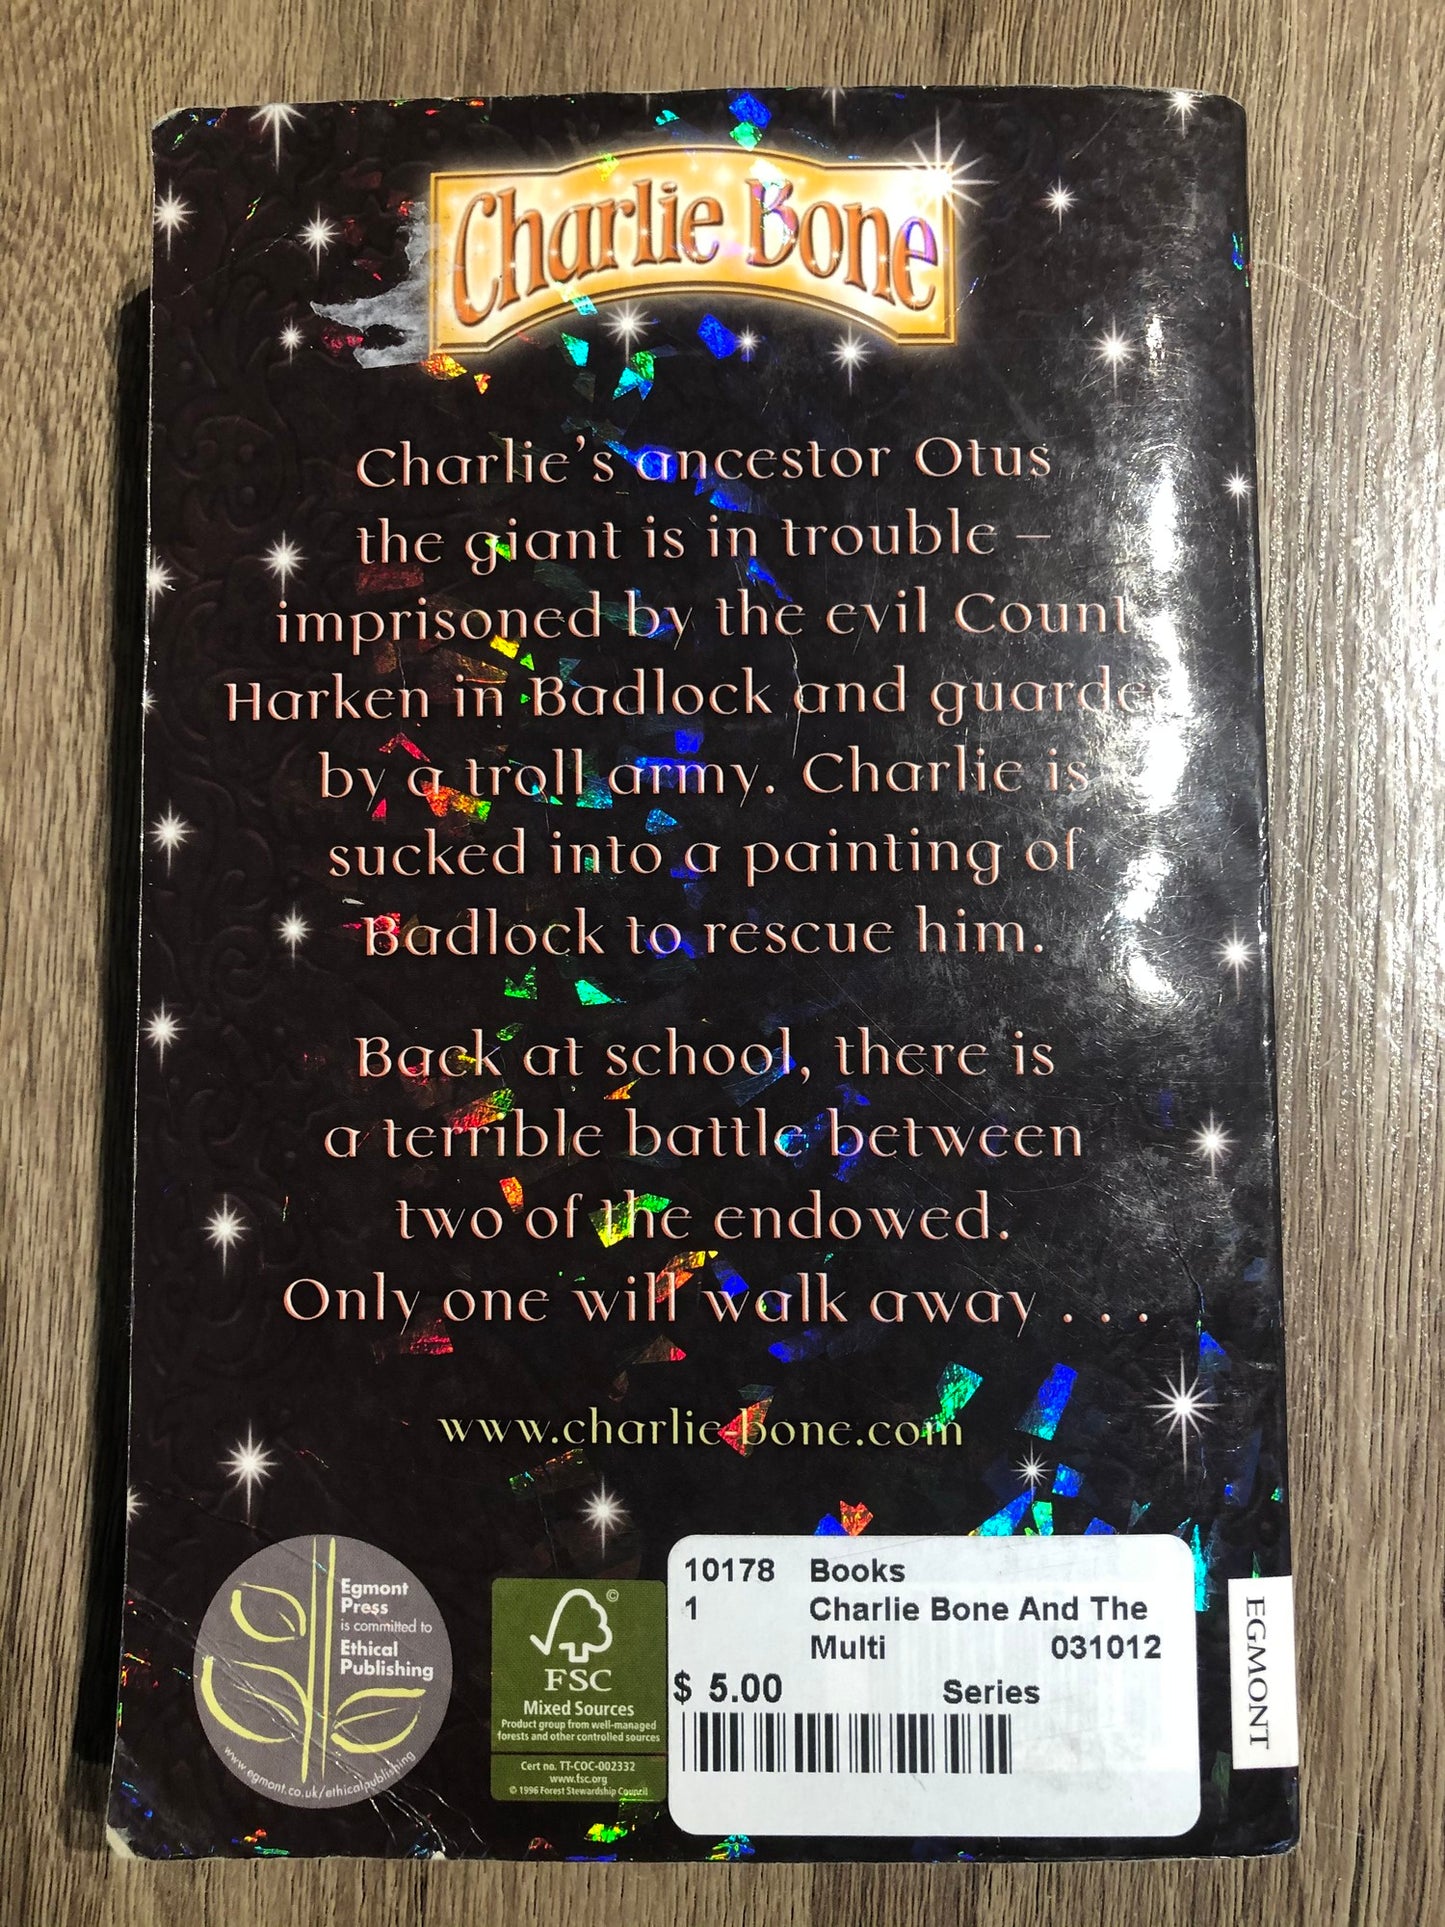 Charlie Bone
Charlie's ancestor Otus
the giant is in trouble –
imprisoned by the evil Count
Harken in Badlock and guarde
by a troll army. Charlie is
sucked into a painting of
Badlock to rescue him.
Back at school, there is
a terrible battle between
two of the endowed.
Only one will walk away . . .
www.charlie-bone.com
Egmont
Press
is committed to
Ethical
Publishing
www.egmont.co.uk/ethicalpublishing
©
FSC
Mixed Sources
Product group from well-managed
forests and other controlled sources
Cert no. TT-COC-002332
www.fsc.org
© 1996 Forest Stewardship Council
10178 Books
1 Charlie Bone And The
Multi 031012
$ 5.00 Series
EGMONT